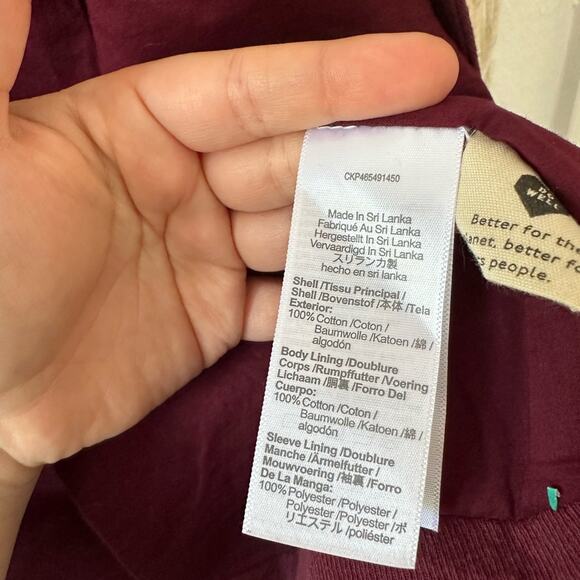 CKP465491450
Made In Sri Lanka
Fabriqué Au Sri Lanka
Hergestellt In Sri Lanka
Vervaardigd In Sri Lanka
スリランカ製
hecho en sri lanka
Shell /Tissu Principal /
Shell /Bovenstof /本体 /Tela
Exterior:
100% Cotton /Coton /
Baumwolle /Katoen /綿 /
algodón
Body Lining /Doublure
Corps /Rumpffutter /Voering
Lichaam /胴裏 /Forro Del
Cuerpo:
100% Cotton /Coton /
Baumwolle /Katoen /綿 /
algodón
Sleeve Lining /Doublure
Manche /Ärmelfutter /
Mouwvoering /袖裏 /Forro
De La Manga:
100% Polyester /Polyester /
Polyester /Polyester /ポ
リエステル /poliéster
Better for the
better fo
people.